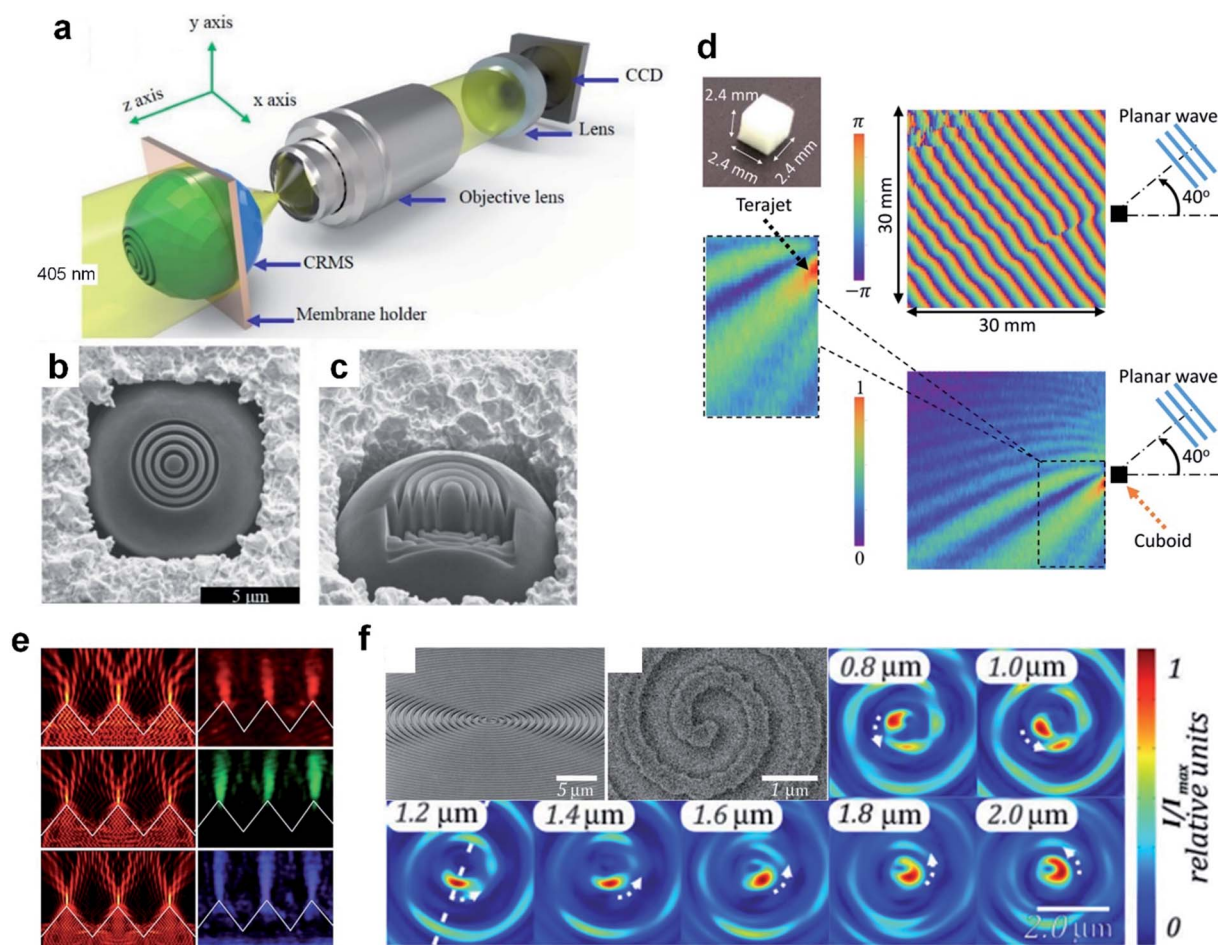 a
y axis
z axis
x axis
CCD
Lens
Objective lens
405 nm
CRMS
Membrane holder
b
5 μm
c
d
2.4 mm
2.4 mm
2.4 mm
Terajet
π
−π
30 mm
30 mm
Planar wave
40°
1
0
Planar wave
40°
Cuboid
e
f
5 μm
1 μm
0.8 μm
1.0 μm
1.2 μm
1.4 μm
1.6 μm
1.8 μm
2.0 μm
2.0 μm
1
I/I max
relative units
0